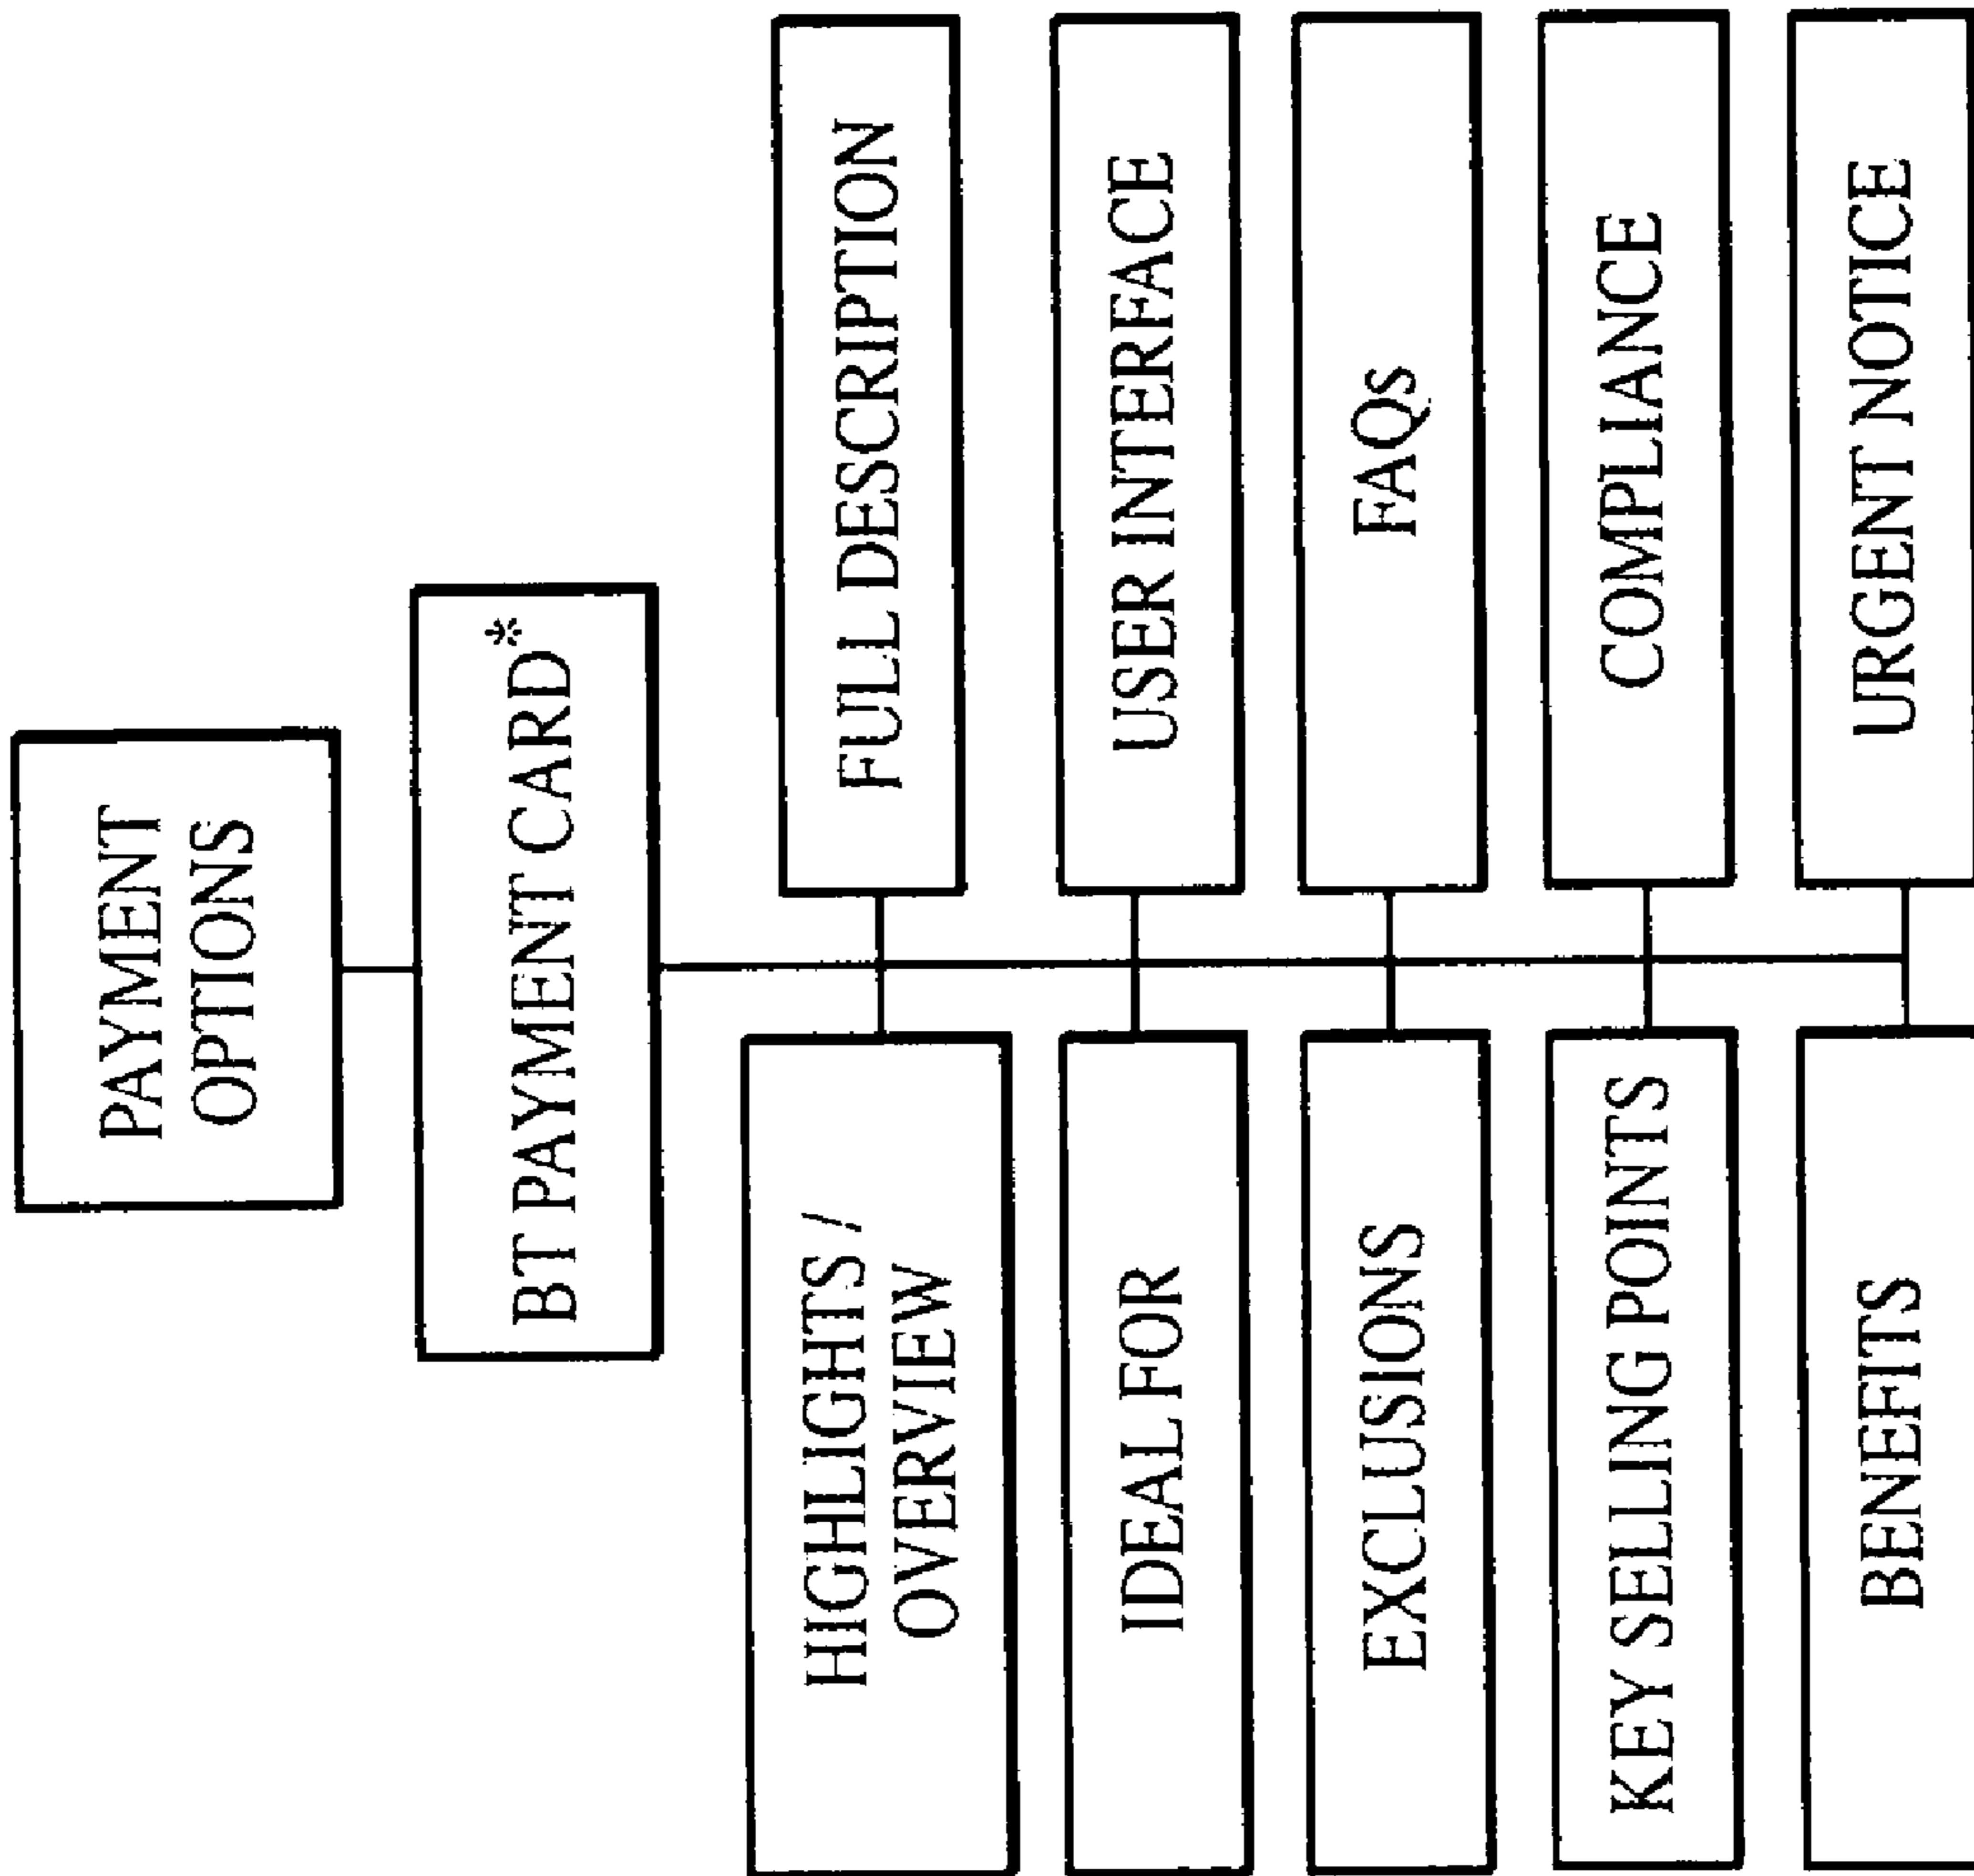 PAYMENT
OPTIONS
BT PAYMENT CARD*
HIGHLIGHTS /
OVERVIEW
FULL DESCRIPTION
IDEAL FOR
USER INTERFACE
EXCLUSIONS
FAQs
KEY SELLING POINTS
COMPLIANCE
BENEFITS
URGENT NOTICE